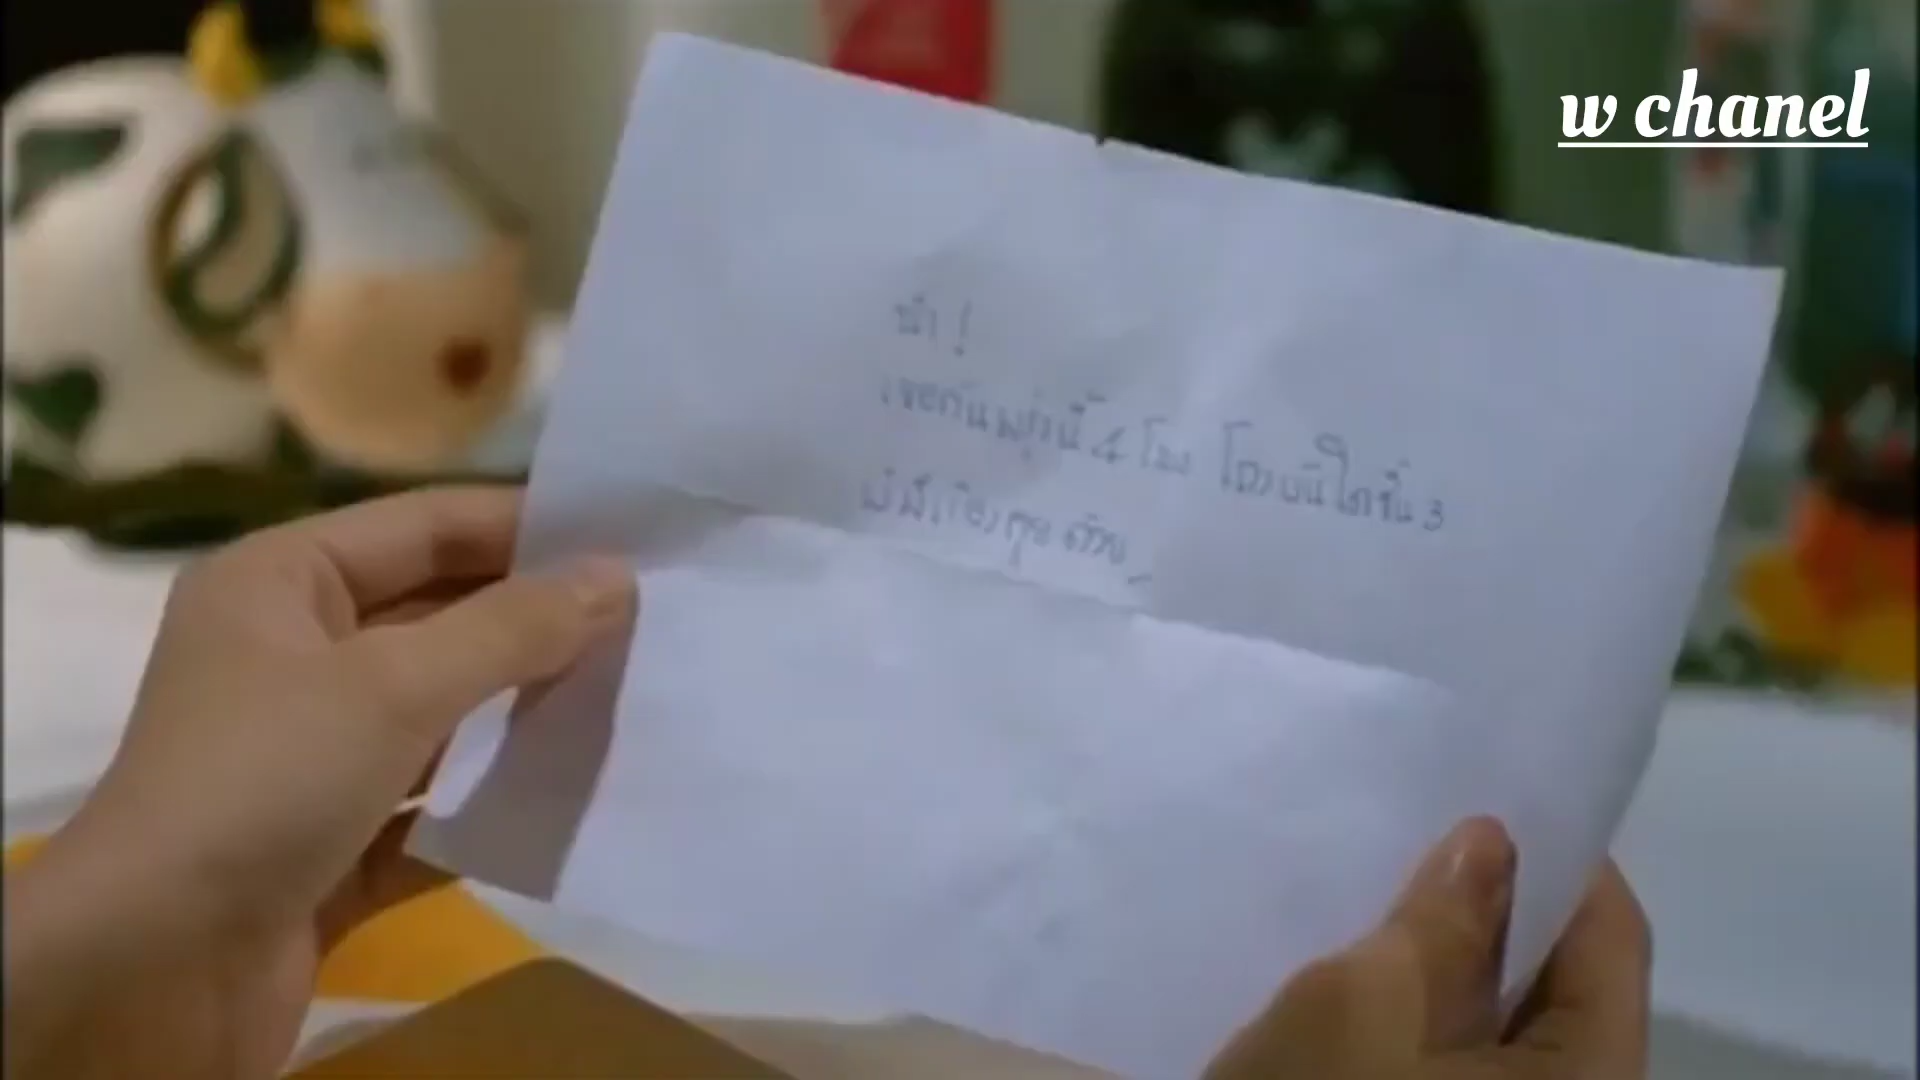 w chanel
น้ำ !
เจอกันพรุ่งนี้ 4 โมง โถงบันไดชั้น 3
มีเรื่องคุยด้วย